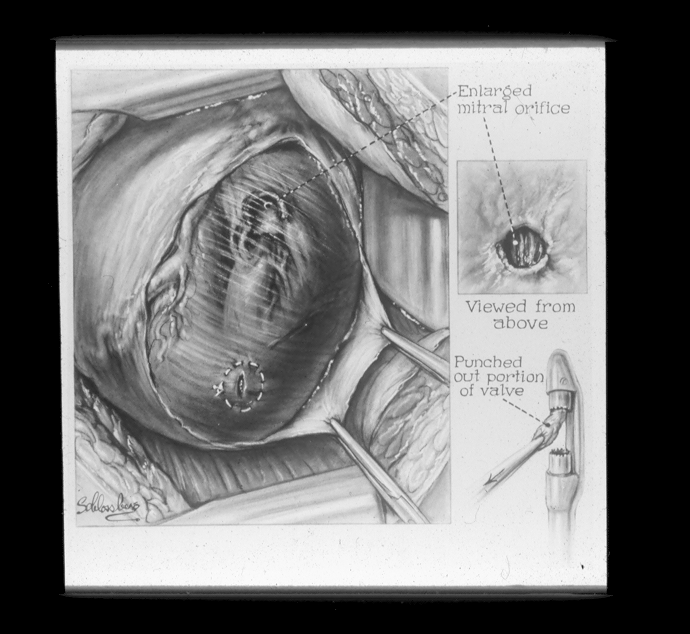 Enlarged
mitral orifice
Viewed from
above
Punched
out portion
of valve